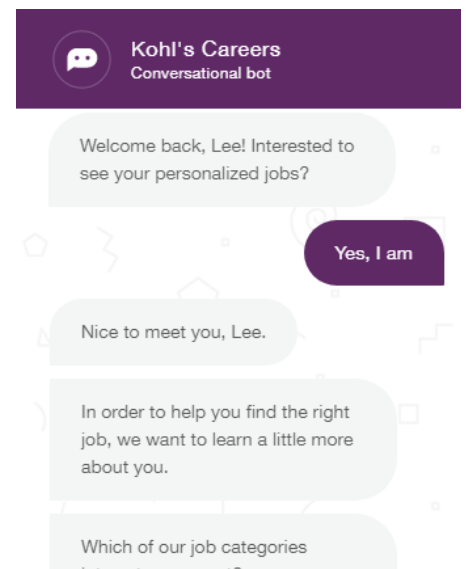 Kohl's Careers
Conversational bot
Welcome back, Lee! Interested to
see your personalized jobs?
Yes, I am
Nice to meet you, Lee.
In order to help you find the right
job, we want to learn a little more
about you.
Which of our job categories